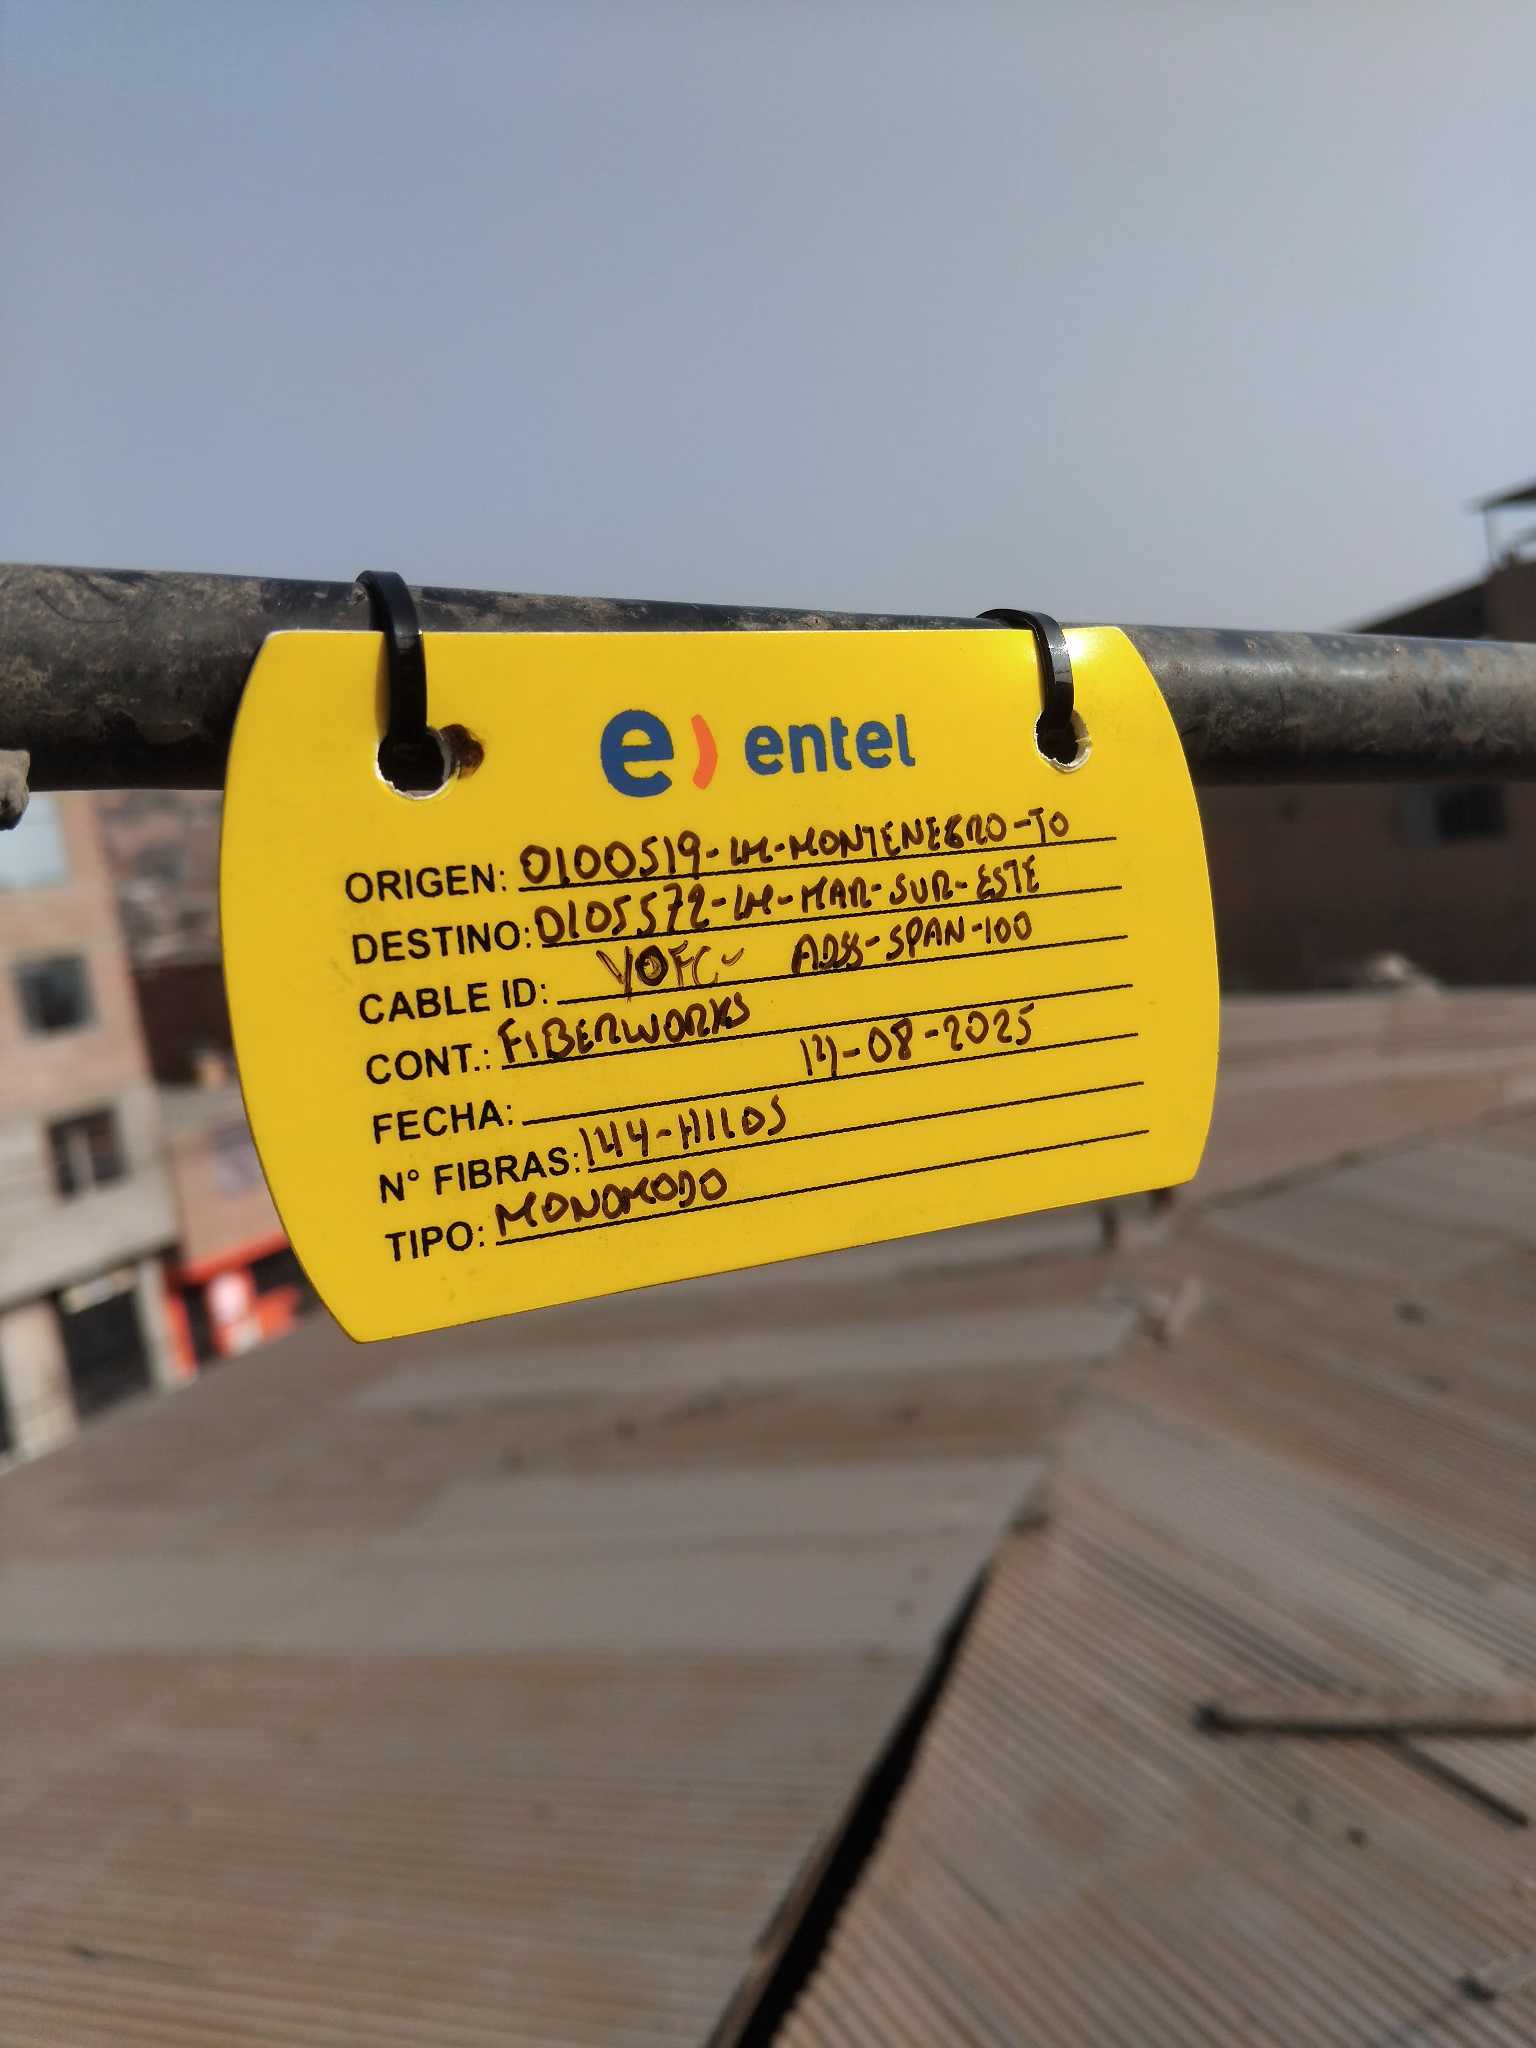 e) entel
ORIGEN: 0100519-LM-MONTENEGRO-TO
DESTINO: 0105572-LM-MAR-SUR-ESTE
CABLE ID: YOFC- ADSS-SPAN-100
CONT.: FIBERWORKS
FECHA: -08-2025
N° FIBRAS: 144-HILOS
TIPO: MONOMODO